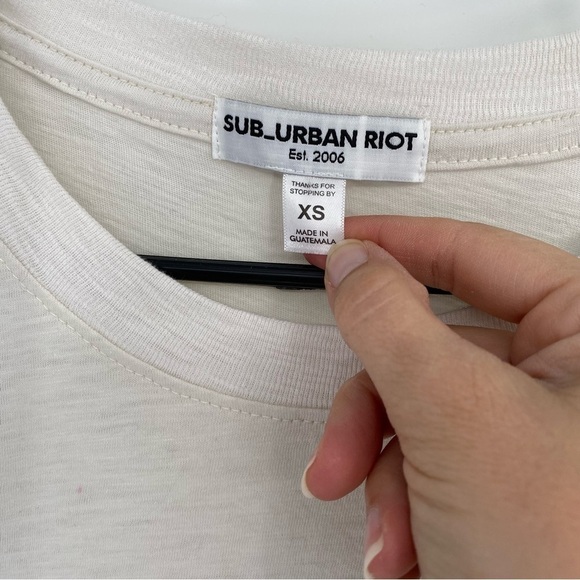 SUB_URBAN RIOT
Est. 2006
THANKS FOR
STOPPING BY
XS
MADE IN
GUATEMALA